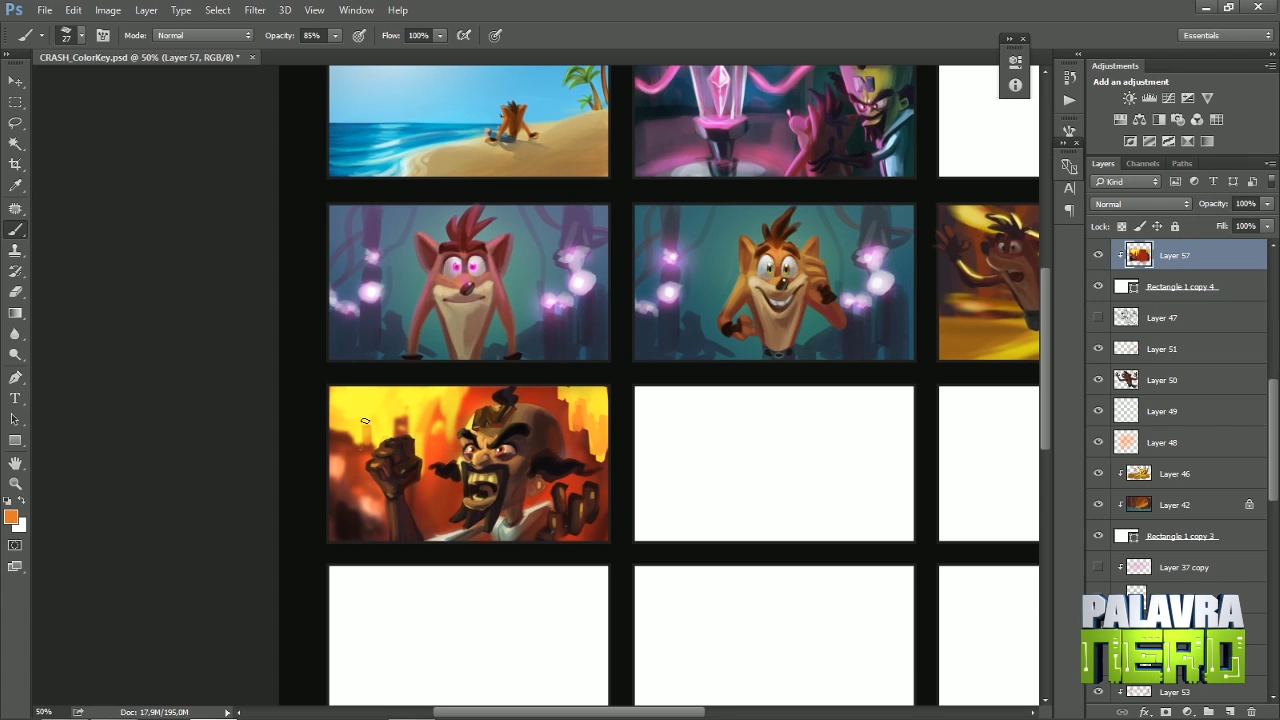 Ps File Edit Image Layer Type Select Filter 3D View Window Help
27 Mode: Normal Opacity: 85% Flow: 100% Essentials
CRASH_ColorKey.psd @ 50% (Layer 57, RGB/8) * ×
Adjustments
Add an adjustment
Layers Channels Paths
Kind T
Normal Opacity: 100%
Lock: Fill: 100%
Layer 57
Rectangle 1 copy 4
Layer 47
Layer 51
Layer 50
Layer 49
Layer 48
Layer 46
Layer 42
Rectangle 1 copy 3
Layer 37 copy
PALAVRA
NERD
Layer 53
50% Doc: 17,9M/195,0M
fx